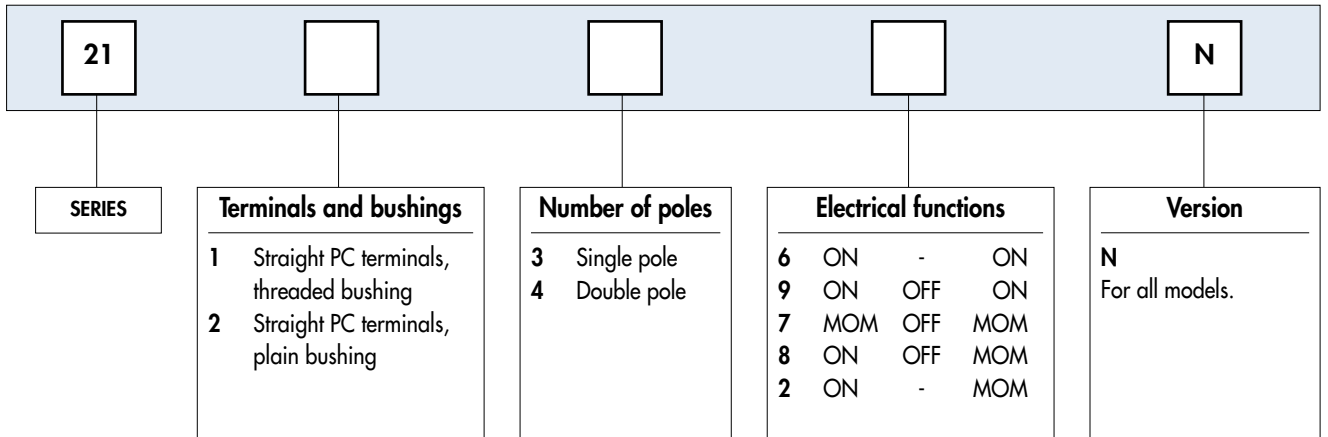 21
N
SERIES
Terminals and bushings
1 Straight PC terminals,
threaded bushing
2 Straight PC terminals,
plain bushing
Number of poles
3 Single pole
4 Double pole
Electrical functions
6 ON - ON
9 ON OFF ON
7 MOM OFF MOM
8 ON OFF MOM
2 ON - MOM
Version
N
For all models.